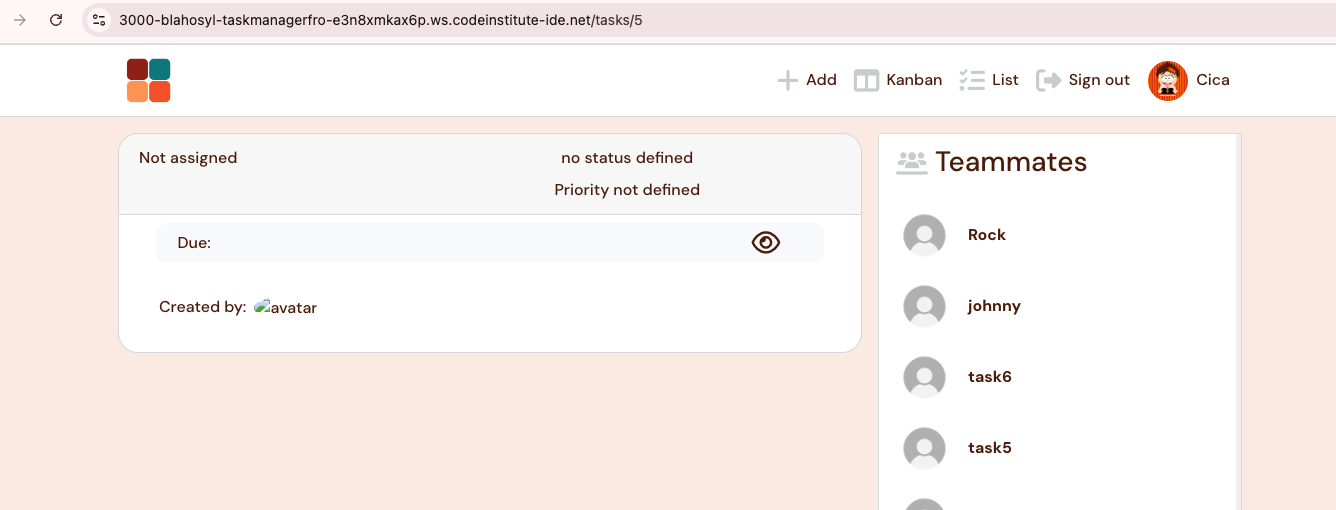 3000-blahosyl-taskmanagerfro-e3n8xmkax6p.ws.codeinstitute-ide.net/tasks/5
Add Kanban List Sign out Cica
Not assigned no status defined
Priority not defined
Due:
Created by: avatar
Teammates
Rock
johnny
task6
task5